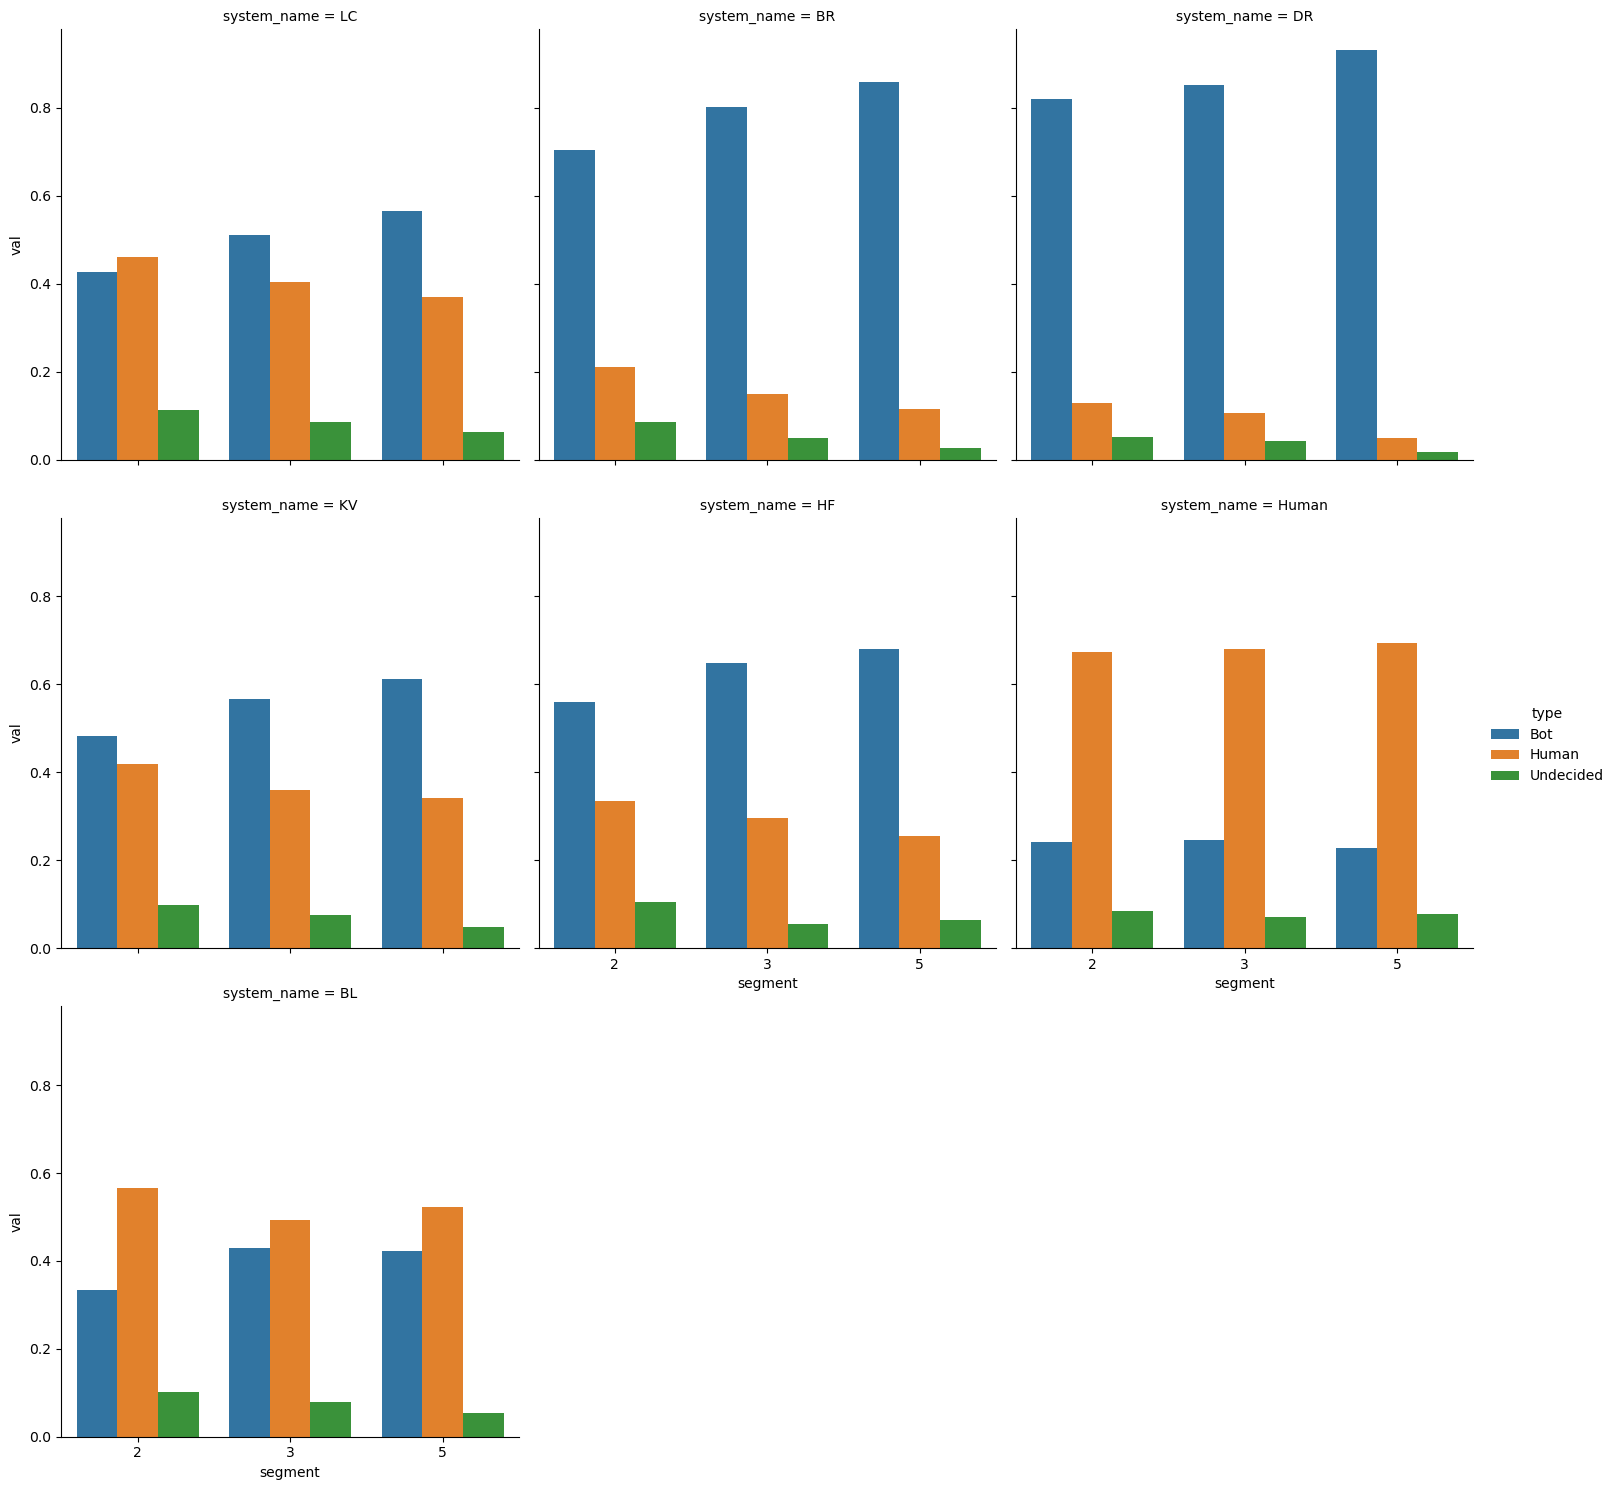 system_name = LC
system_name = BR
system_name = DR
val
0.8
0.6
0.4
0.2
0.0
system_name = KV
system_name = HF
system_name = Human
val
0.8
0.6
0.4
0.2
0.0
2
3
5
segment
2
3
5
segment
type
Bot
Human
Undecided
system_name = BL
val
0.8
0.6
0.4
0.2
0.0
2
3
5
segment